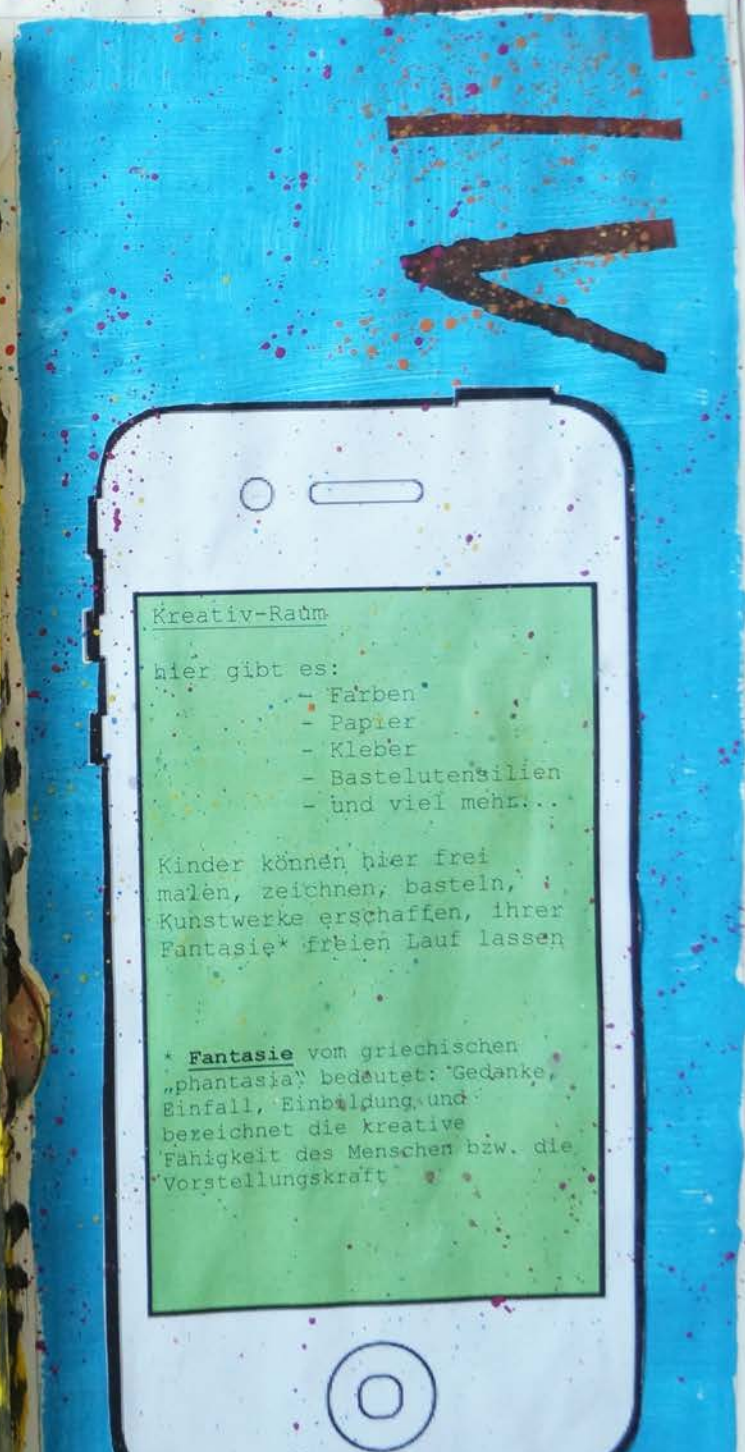 TIV
Kreativ-Raum
hier gibt es:
- Farben
- Papier
- Kleber
- Bastelutensilien
- und viel mehr...
Kinder können hier frei
malen, zeichnen, basteln,
Kunstwerke erschaffen, ihrer
Fantasie* freien Lauf lassen
* Fantasie vom griechischen
„phantasia“ bedeutet: Gedanke,
Einfall, Einbildung und
bezeichnet die kreative
Fähigkeit des Menschen bzw. die
Vorstellungskraft